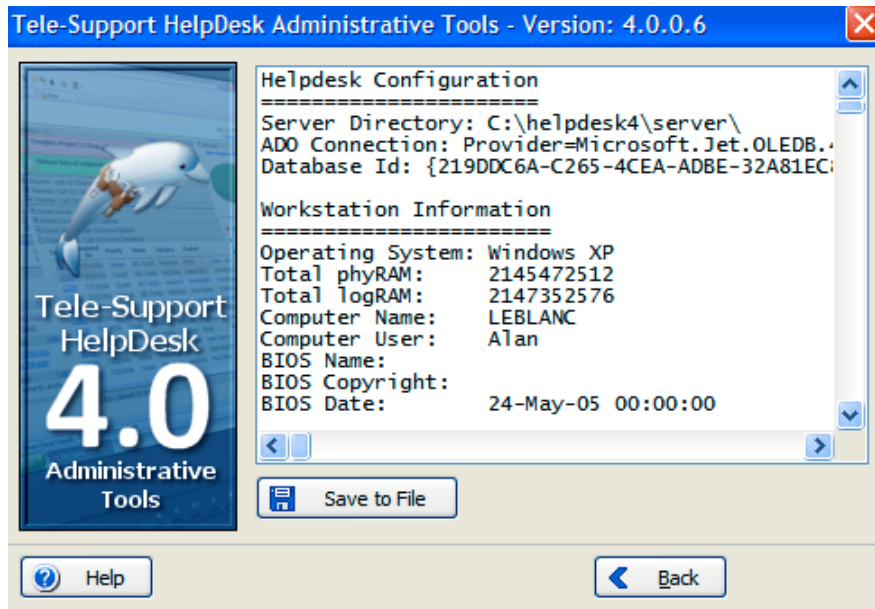 Tele-Support HelpDesk Administrative Tools - Version: 4.0.0.6
Tele-Support
HelpDesk
4.0
Administrative
Tools
Helpdesk Configuration
=======================
Server Directory: C:\helpdesk4\server\
ADO Connection: Provider=Microsoft.Jet.OLEDB.
Database Id: {219DDC6A-C265-4CEA-ADBE-32A81EC
Workstation Information
========================
Operating System: Windows XP
Total phyRAM: 2145472512
Total logRAM: 2147352576
Computer Name: LEBLANC
Computer User: Alan
BIOS Name:
BIOS Copyright:
BIOS Date: 24-May-05 00:00:00
Save to File
Help
Back